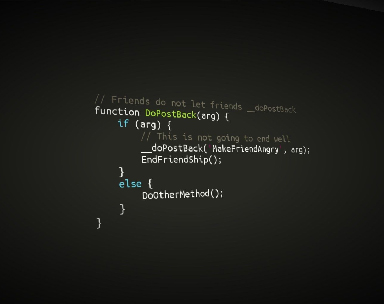 // Friends do not let friends __doPostBack
function DoPostBack(arg) {
if (arg) {
// This is not going to end well
__doPostBack('MakeFriendAngry', arg);
EndFriendShip();
}
else {
DoOtherMethod();
}
}